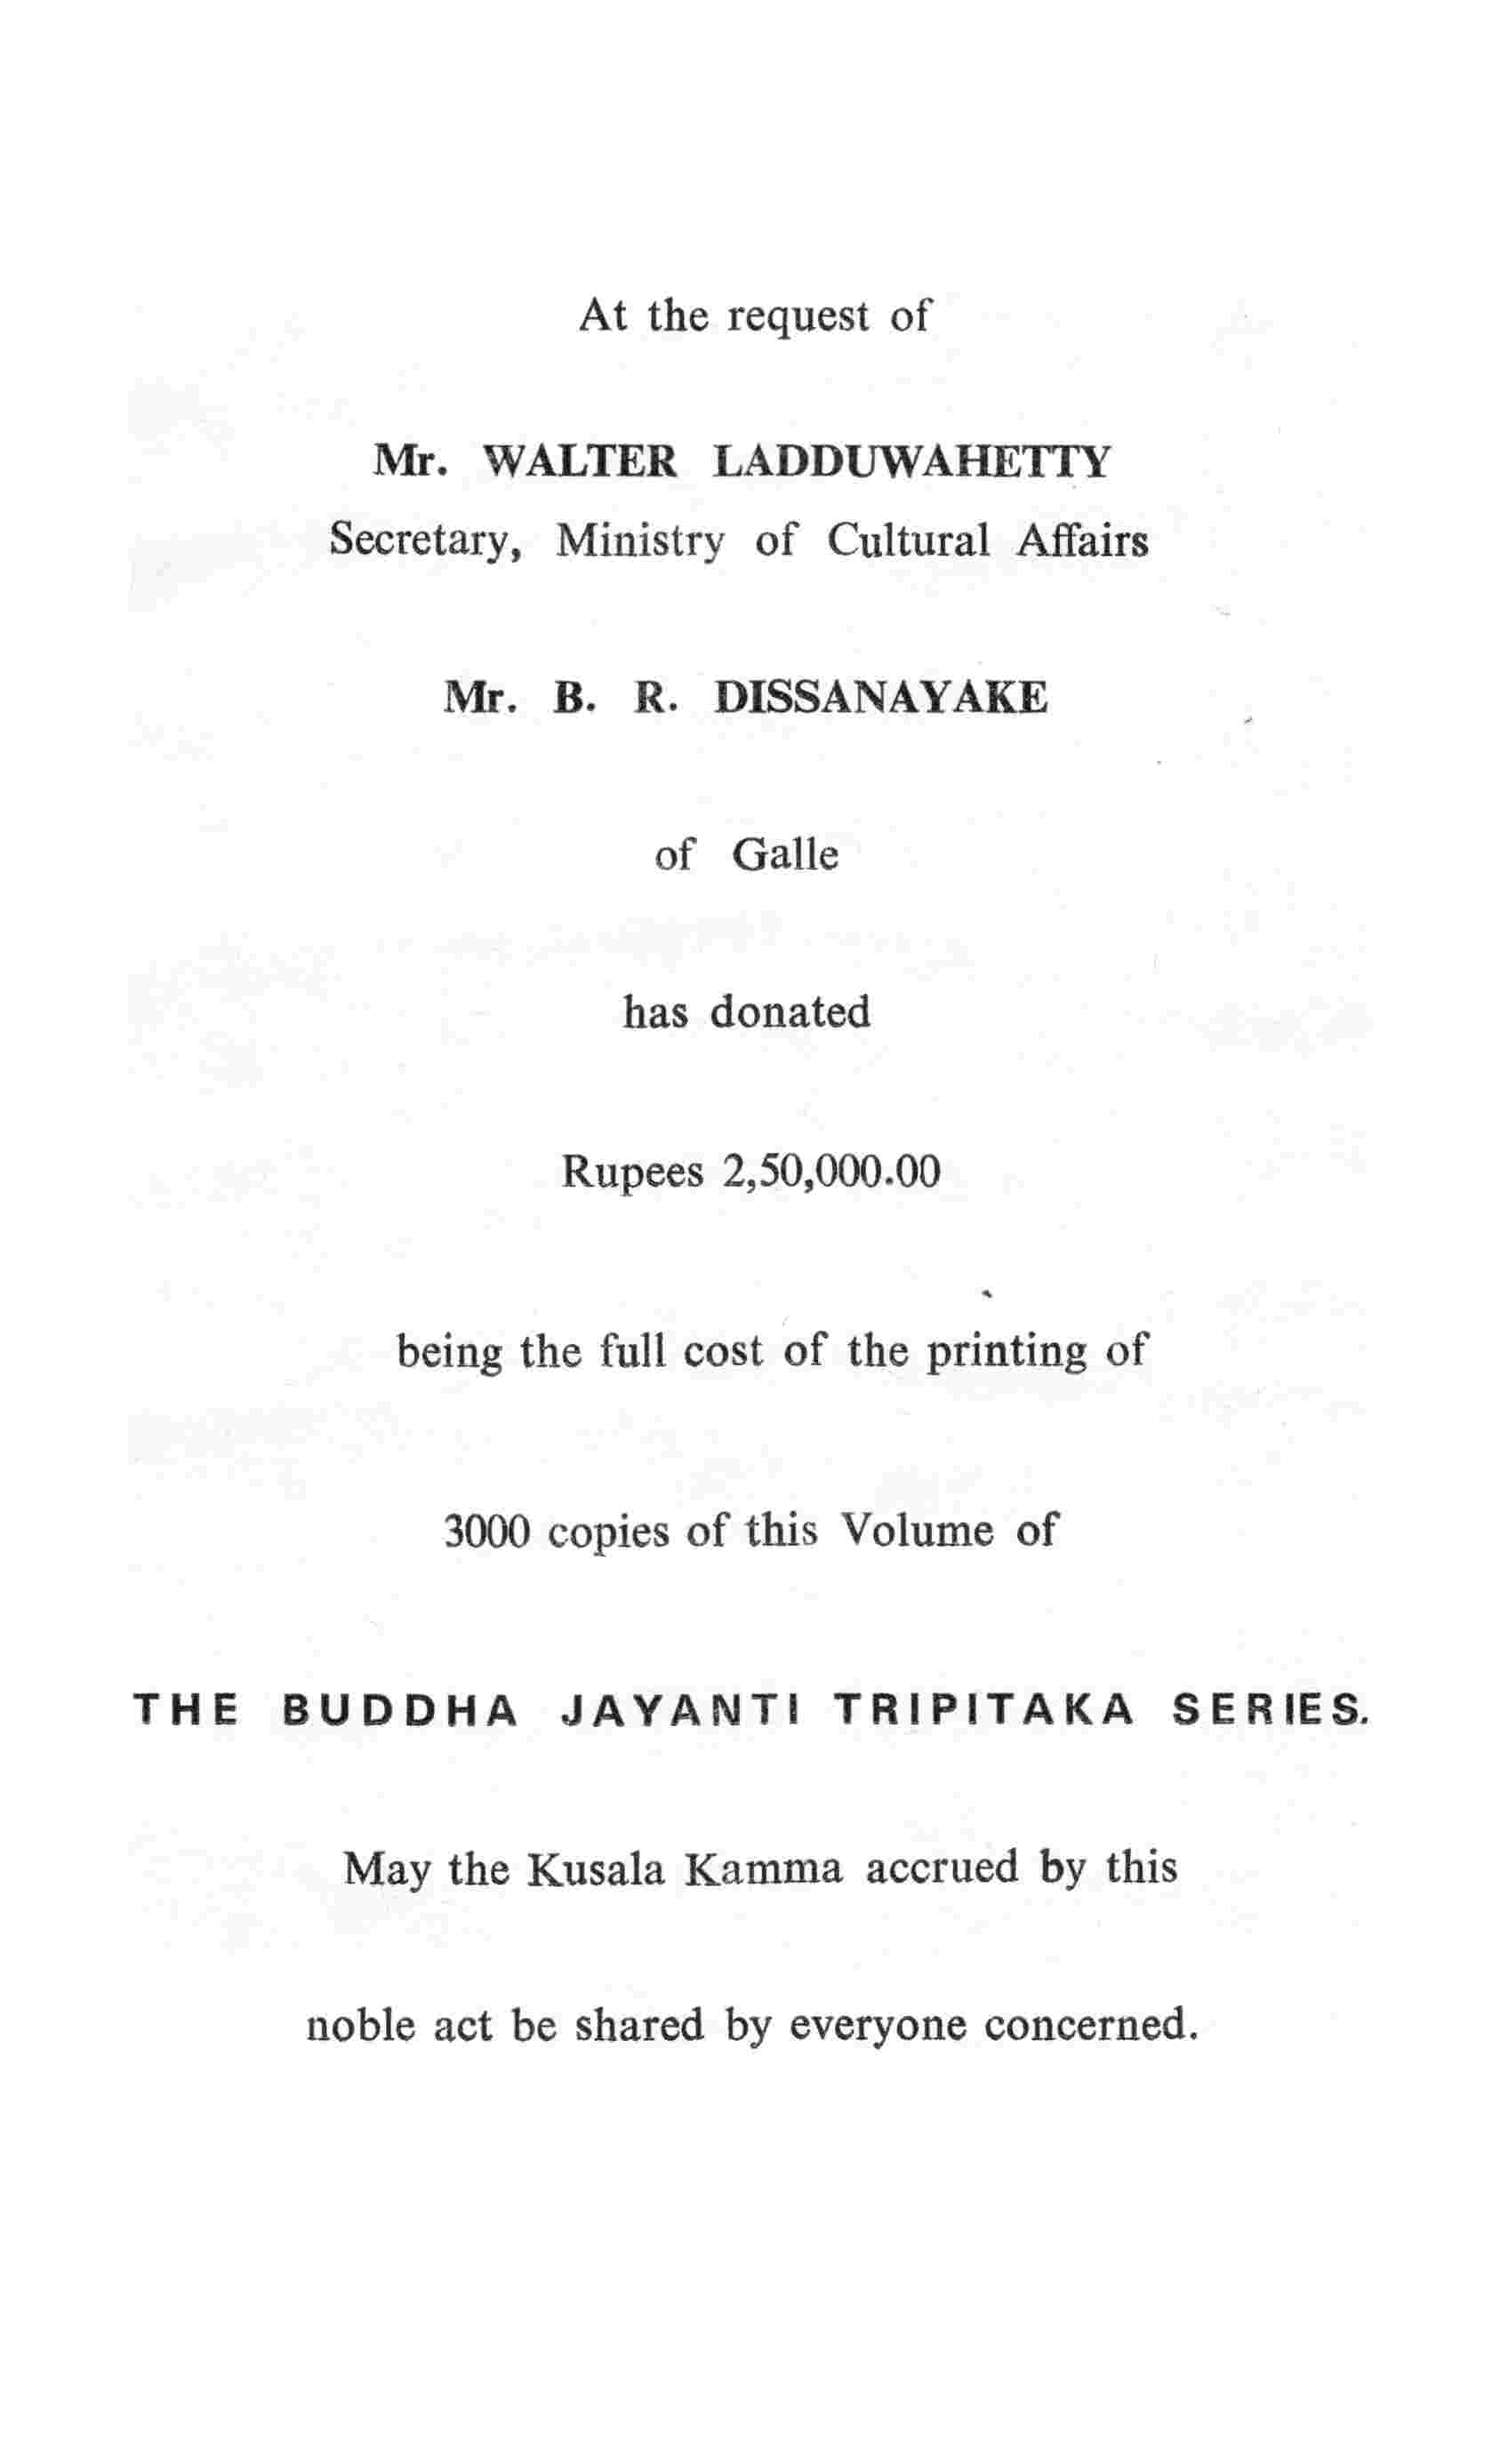 At the request of
Mr. WALTER LADDUWAHETTY
Secretary, Ministry of Cultural Affairs
Mr. B. R. DISSANAYAKE
of Galle
has donated
Rupees 2,50,000.00
being the full cost of the printing of
3000 copies of this Volume of
THE BUDDHA JAYANTI TRIPITAKA SERIES.
May the Kusala Kamma accrued by this
noble act be shared by everyone concerned.